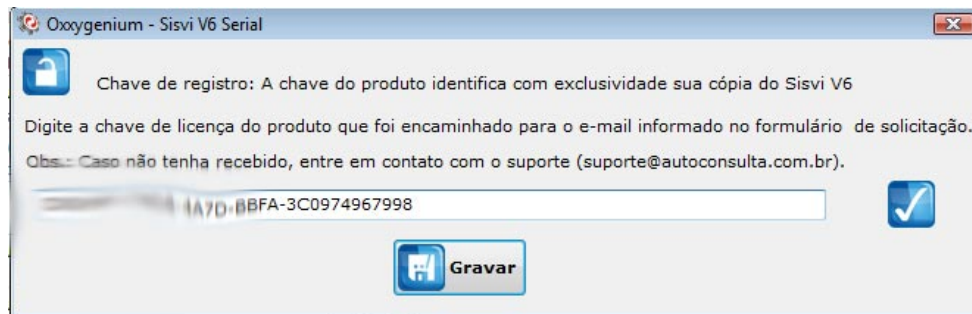 Oxxygenium - Sisvi V6 Serial
Chave de registro: A chave do produto identifica com exclusividade sua cópia do Sisvi V6
Digite a chave de licença do produto que foi encaminhado para o e-mail informado no formulário de solicitação.
Obs.: Caso não tenha recebido, entre em contato com o suporte (suporte@autoconsulta.com.br).
BBFA-3C0974967998
Gravar